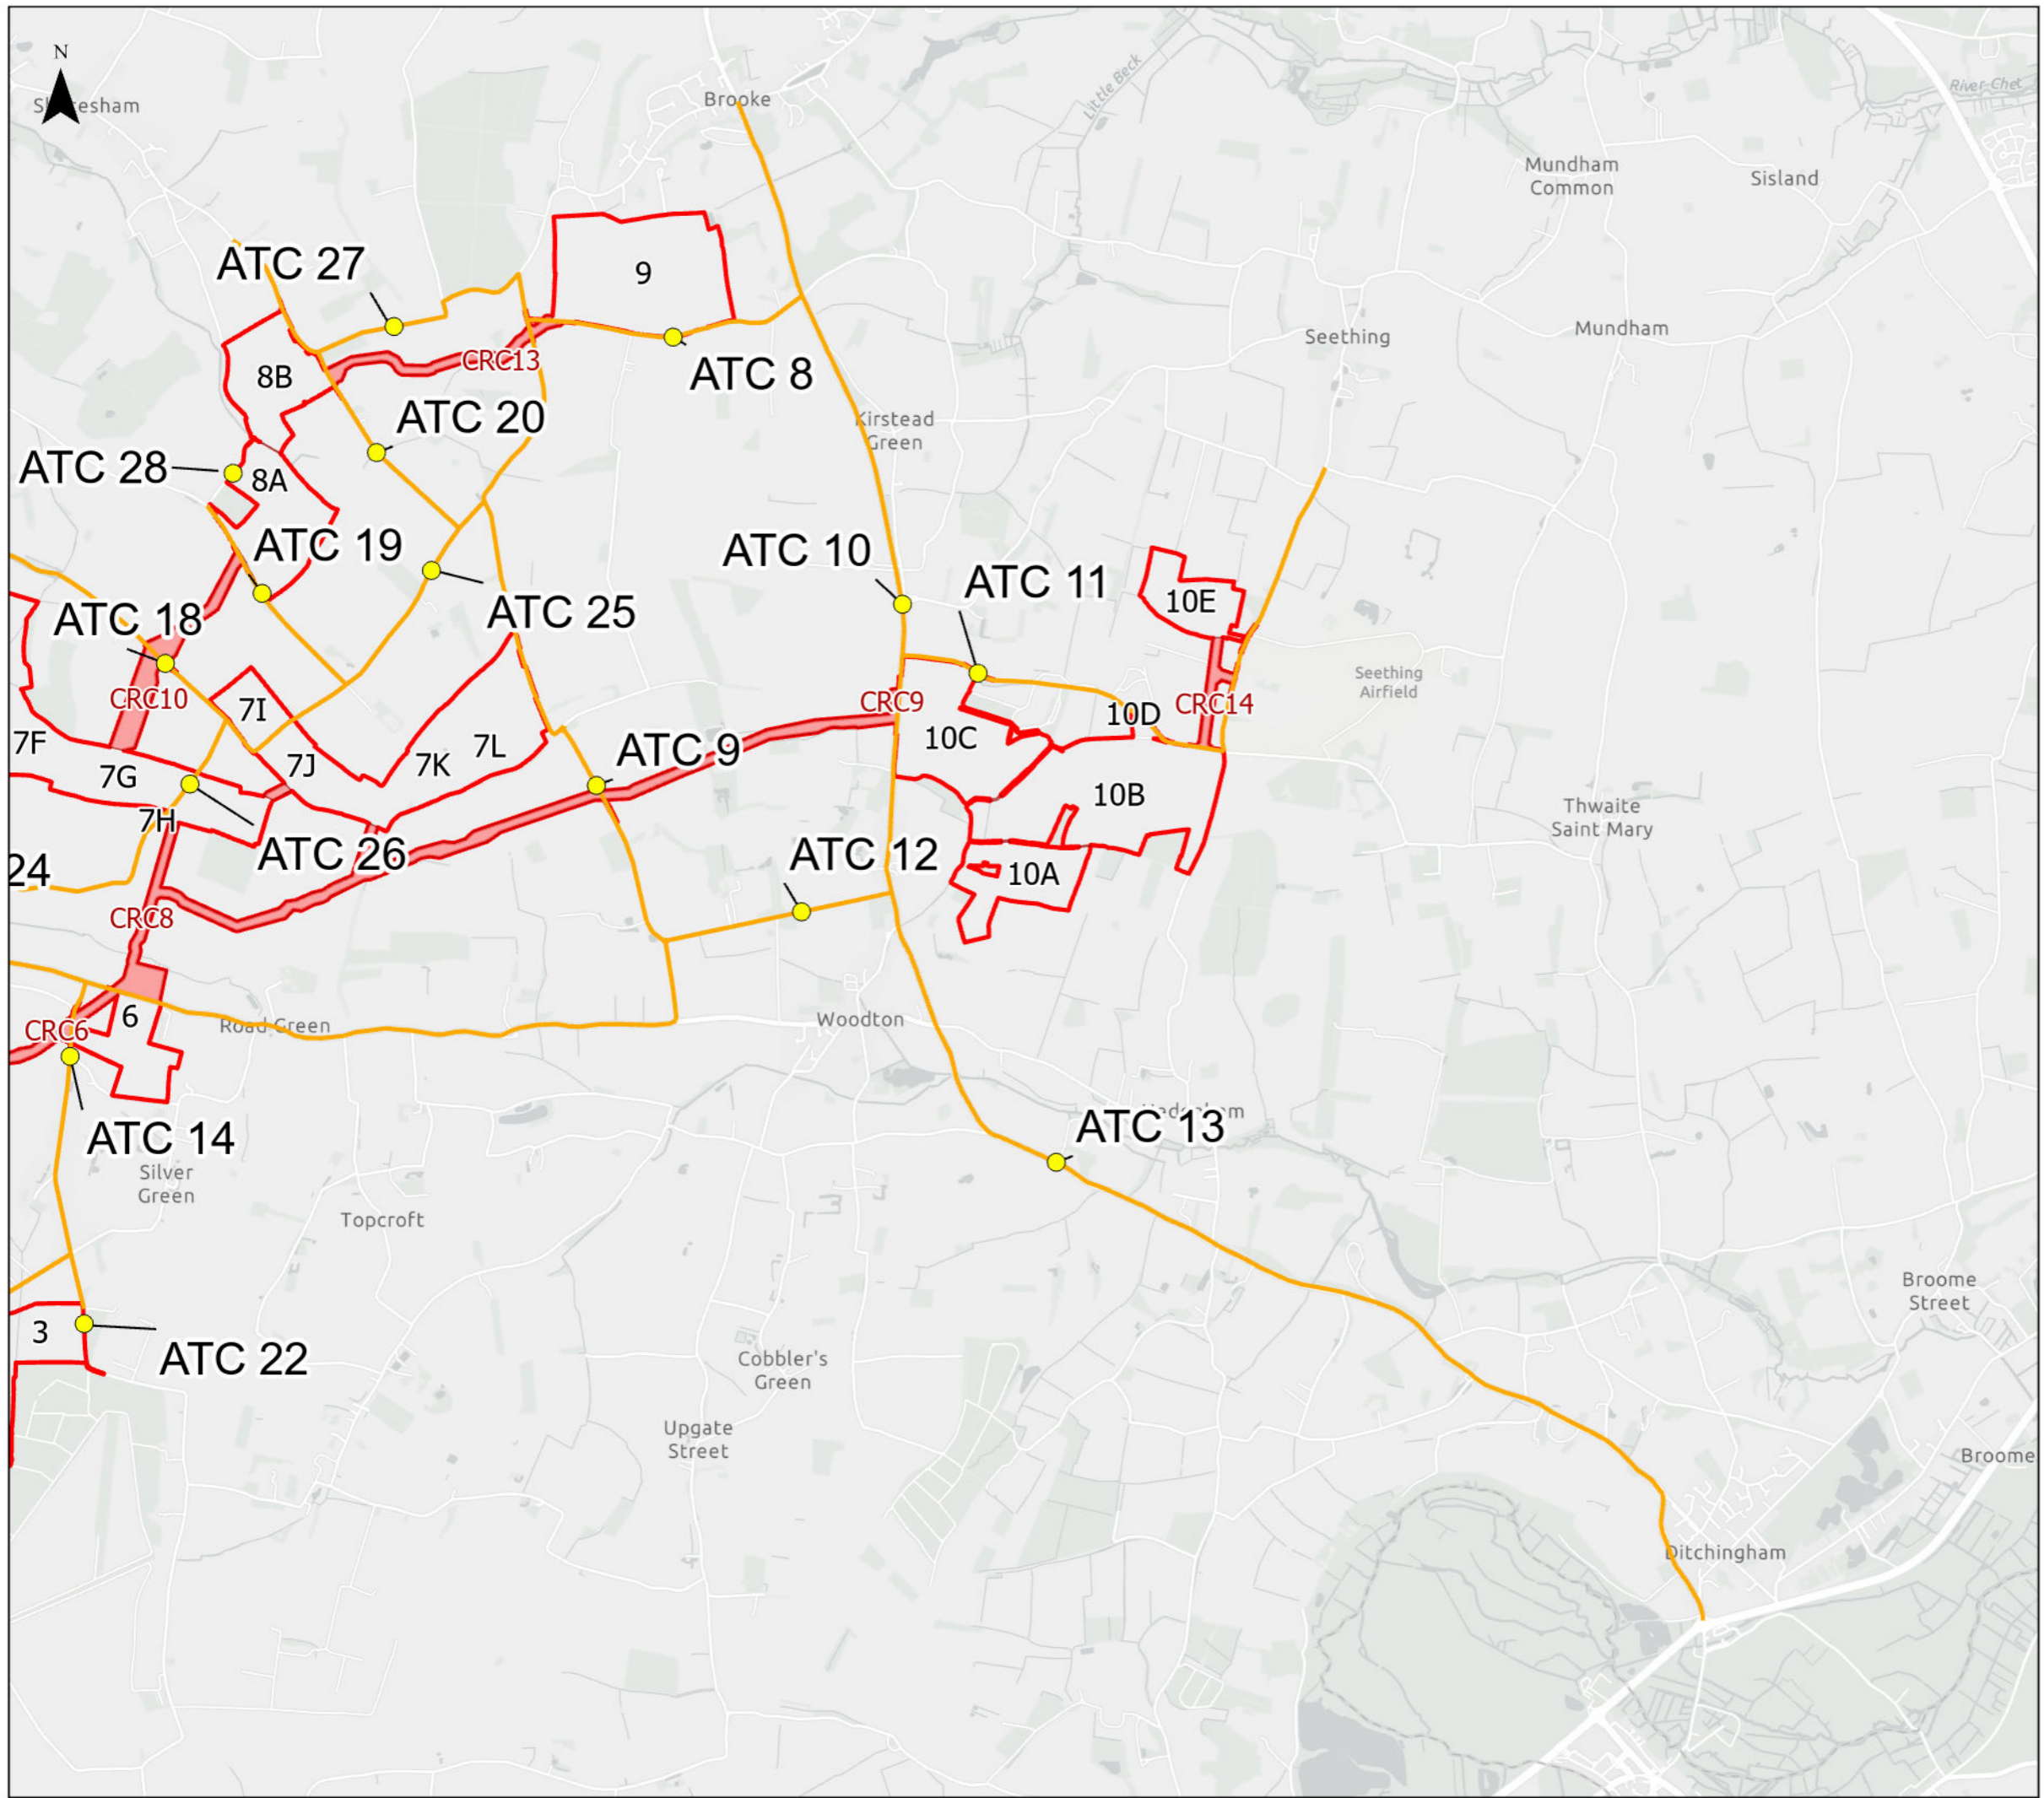 N
Brooke
Little Beck
River Chet
Mundham
Common
Sisland
ATC 27
9
Seething
Mundham
CRC13
8B
ATC 8
ATC 20
Kirstead
Green
ATC 28
8A
ATC 19
ATC 10
ATC 11
ATC 25
10E
ATC 18
Seething
Airfield
CRC10
7I
CRC9
10D
CRC14
7F
7L
10C
7G
7J
7K
ATC 9
10B
Thwaite
Saint Mary
7H
ATC 26
ATC 12
24
10A
CRC8
6
CRC6
Road Green
Woodton
ATC 13
ATC 14
Silver
Green
Topcroft
Broome
Street
3
ATC 22
Cobbler's
Green
Upgate
Street
Broome
Ditchingham